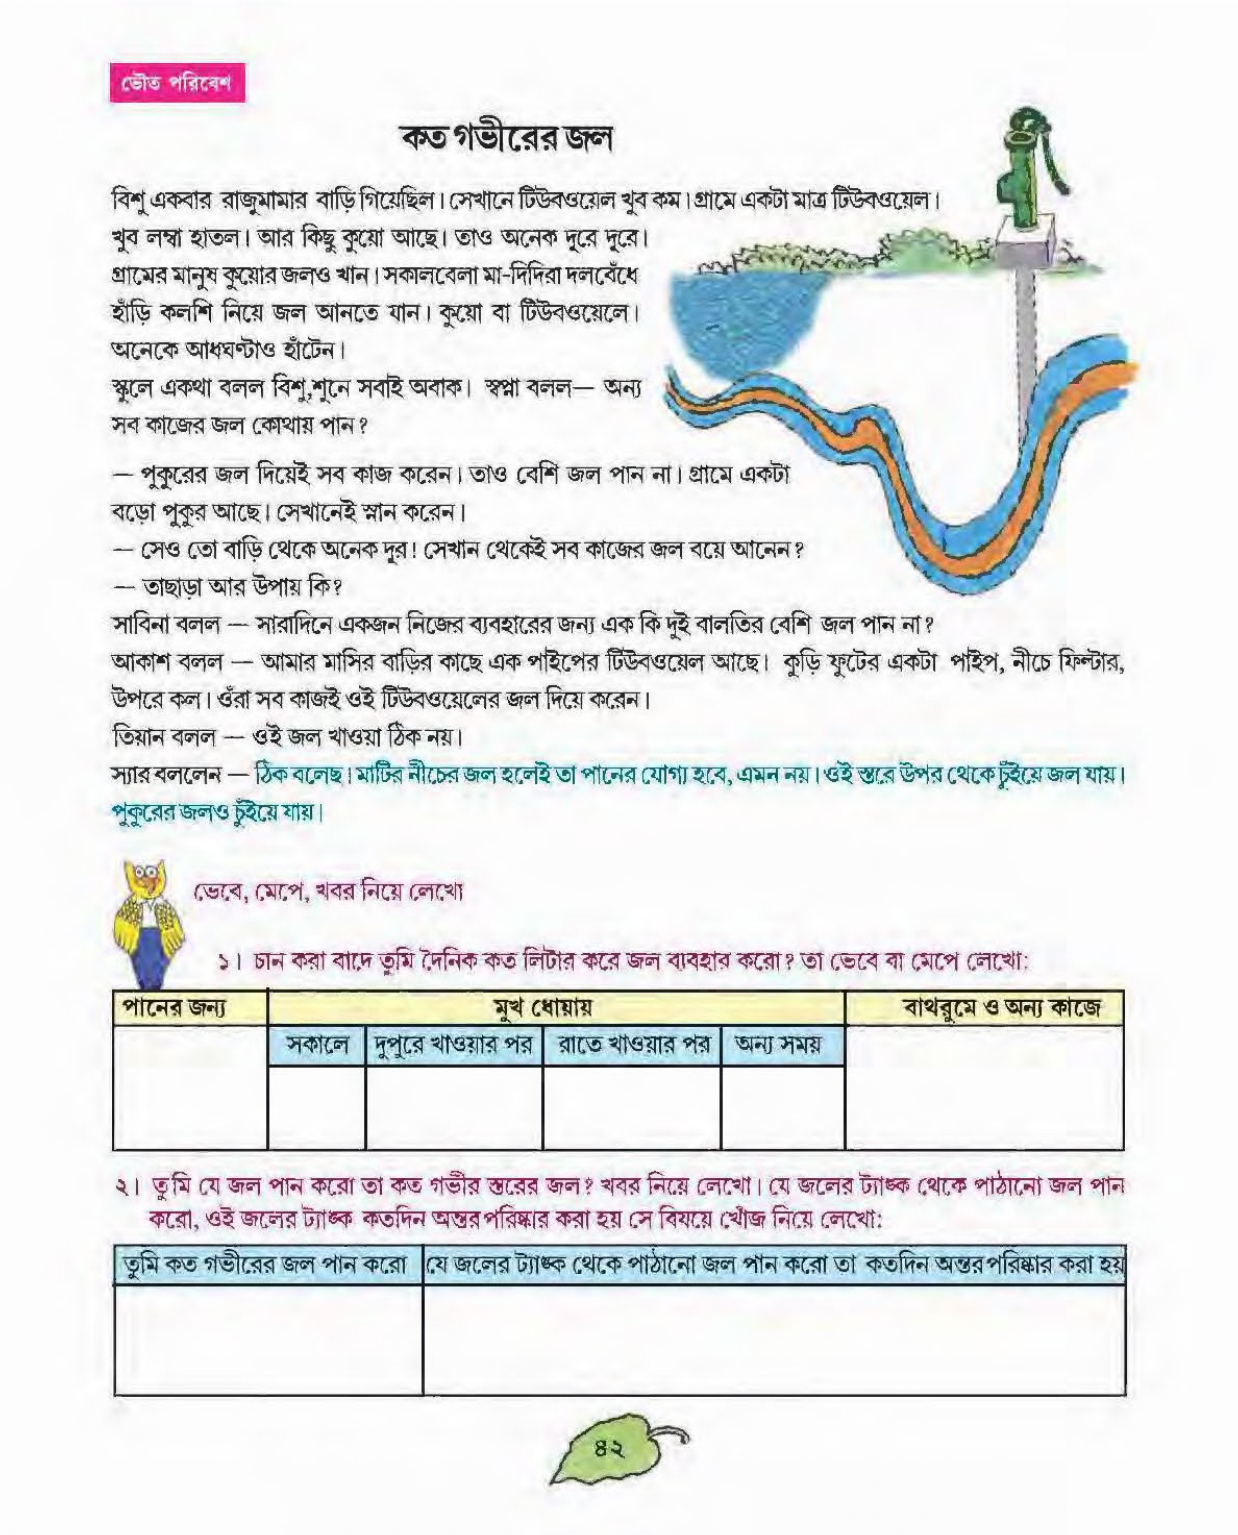 ভৌত পরিবেশ
কত গভীরের জল
বিশু একবার রাজুমামার বাড়ি গিয়েছিল। সেখানে টিউবওয়েল খুব কম। গ্রামে একটা মাত্র টিউবওয়েল।
খুব লম্বা হাতল। আর কিছু কুয়ো আছে। তাও অনেক দূরে দূরে।
গ্রামের মানুষ কুয়োর জলও খান। সকালবেলা মা-দিদিরা দলবেঁধে
হাঁড়ি কলশি নিয়ে জল আনতে যান। কুয়ো বা টিউবওয়েলে।
অনেকে আধঘণ্টাও হাঁটেন।
স্কুলে একথা বলল বিশু,শুনে সবাই অবাক। স্বপ্না বলল— অন্য
সব কাজের জল কোথায় পান?
— পুকুরের জল দিয়েই সব কাজ করেন। তাও বেশি জল পান না। গ্রামে একটা
বড়ো পুকুর আছে। সেখানেই স্নান করেন।
— সেও তো বাড়ি থেকে অনেক দূর! সেখান থেকেই সব কাজের জল বয়ে আনেন?
— তাছাড়া আর উপায় কি?
সাবিনা বলল — সারাদিনে একজন নিজের ব্যবহারের জন্য এক কি দুই বালতির বেশি জল পান না?
আকাশ বলল — আমার মাসির বাড়ির কাছে এক পাইপের টিউবওয়েল আছে। কুড়ি ফুটের একটা পাইপ, নীচে ফিল্টার,
উপরে কল। ওঁরা সব কাজই ওই টিউবওয়েলের জল দিয়ে করেন।
তিয়ান বলল — ওই জল খাওয়া ঠিক নয়।
স্যার বললেন — ঠিক বলেছ। মাটির নীচের জল হলেই তা পানের যোগ্য হবে, এমন নয়। ওই স্তরে উপর থেকে চুঁইয়ে জল যায়।
পুকুরের জলও চুঁইয়ে যায়।
ভেবে, মেপে, খবর নিয়ে লেখো
১। চান করা বাদে তুমি দৈনিক কত লিটার করে জল ব্যবহার করো? তা ভেবে বা মেপে লেখো:
পানের জন্য মুখ ধোয়ায় বাথরুমে ও অন্য কাজে
সকালে দুপুরে খাওয়ার পর রাতে খাওয়ার পর অন্য সময়
২। তুমি যে জল পান করো তা কত গভীর স্তরের জল? খবর নিয়ে লেখো। যে জলের ট্যাঙ্ক থেকে পাঠানো জল পান
করো, ওই জলের ট্যাঙ্ক কতদিন অন্তর পরিষ্কার করা হয় সে বিষয়ে খোঁজ নিয়ে লেখো:
তুমি কত গভীরের জল পান করো যে জলের ট্যাঙ্ক থেকে পাঠানো জল পান করো তা কতদিন অন্তর পরিষ্কার করা হয়
৪২